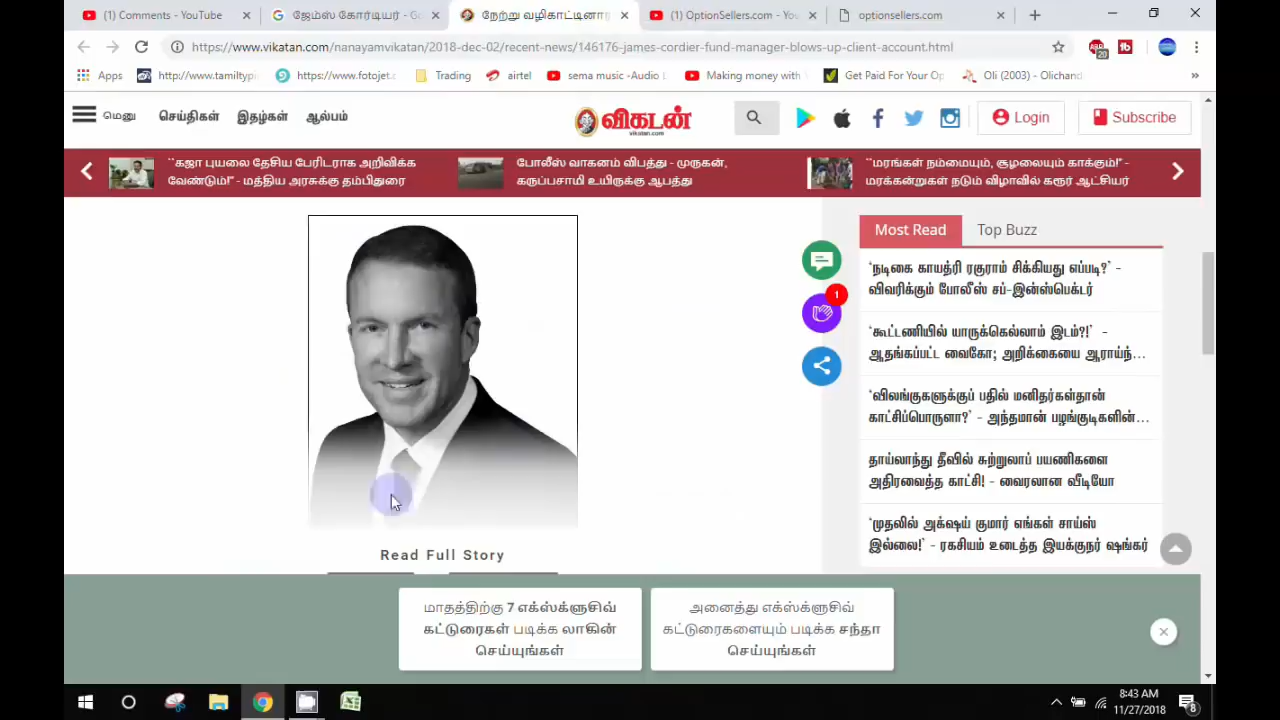 (1) Comments - YouTube
ஜேம்ஸ் கோர்டியர் - G
நேற்று வழிகாட்டினார
(1) OptionSellers.com - You
optionsellers.com
https://www.vikatan.com/nanayamvikatan/2018-dec-02/recent-news/146176-james-cordier-fund-manager-blows-up-client-account.html
20
Apps
http://www.tamiltypi
https://www.fotojet.c
Trading
airtel
sema music -Audio L
Making money with
Get Paid For Your Op
Oli (2003) - Olichand
»
மெனு
செய்திகள்
இதழ்கள்
ஆல்பம்
விகடன்
vikatan.com
Login
Subscribe
``கஜா புயலை தேசிய பேரிடராக அறிவிக்க
வேண்டும்!'' - மத்திய அரசுக்கு தம்பிதுரை
போலீஸ் வாகனம் விபத்து - முருகன்,
கருப்பசாமி உயிருக்கு ஆபத்து
``மரங்கள் நம்மையும், சூழலையும் காக்கும்!'' -
மரக்கன்றுகள் நடும் விழாவில் கரூர் ஆட்சியர்
Most Read
Top Buzz
'நடிகை காயத்ரி ரகுராம் சிக்கியது எப்படி?' -
விவரிக்கும் போலீஸ் சப்-இன்ஸ்பெக்டர்
1
'கூட்டணியில் யாருக்கெல்லாம் இடம்?!' -
ஆதங்கப்பட்ட வைகோ; அறிக்கையை ஆராய்ந்...
'விலங்குகளுக்குப் பதில் மனிதர்கள்தான்
காட்சிப்பொருளா?' - அந்தமான் பழங்குடிகளின்...
தாய்லாந்து தீவில் சுற்றுலாப் பயணிகளை
அதிரவைத்த காட்சி! - வைரலான வீடியோ
'முதலில் அக்‌ஷய் குமார் எங்கள் சாய்ஸ்
இல்லை!' - ரகசியம் உடைத்த இயக்குநர் ஷங்கர்
Read Full Story
மாதத்திற்கு 7 எக்ஸ்க்ளுசிவ்
கட்டுரைகள் படிக்க லாகின்
செய்யுங்கள்
அனைத்து எக்ஸ்க்ளுசிவ்
கட்டுரைகளையும் படிக்க சந்தா
செய்யுங்கள்
8:43 AM
11/27/2018
8